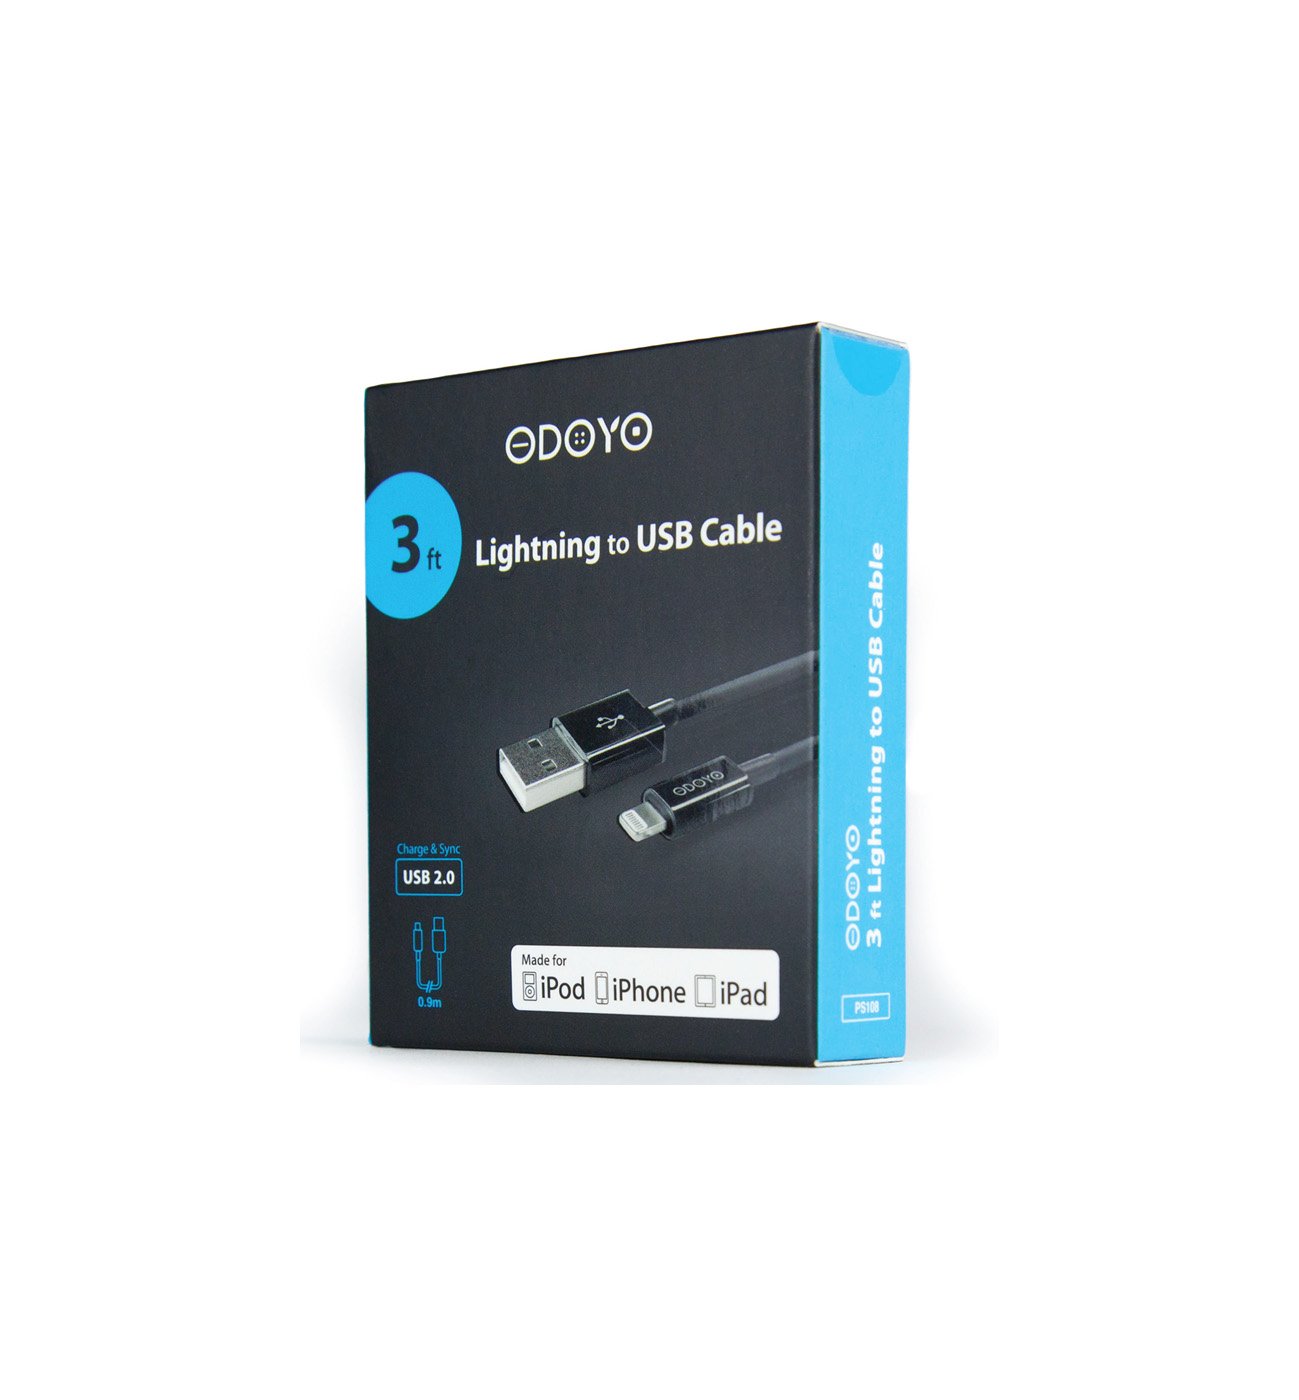 ODOYO
3 ft
Lightning to USB Cable
ODOYO
Charge & Sync
USB 2.0
0.9m
Made for
iPod iPhone iPad
ODOYO
3 ft Lightning to USB Cable
PS108